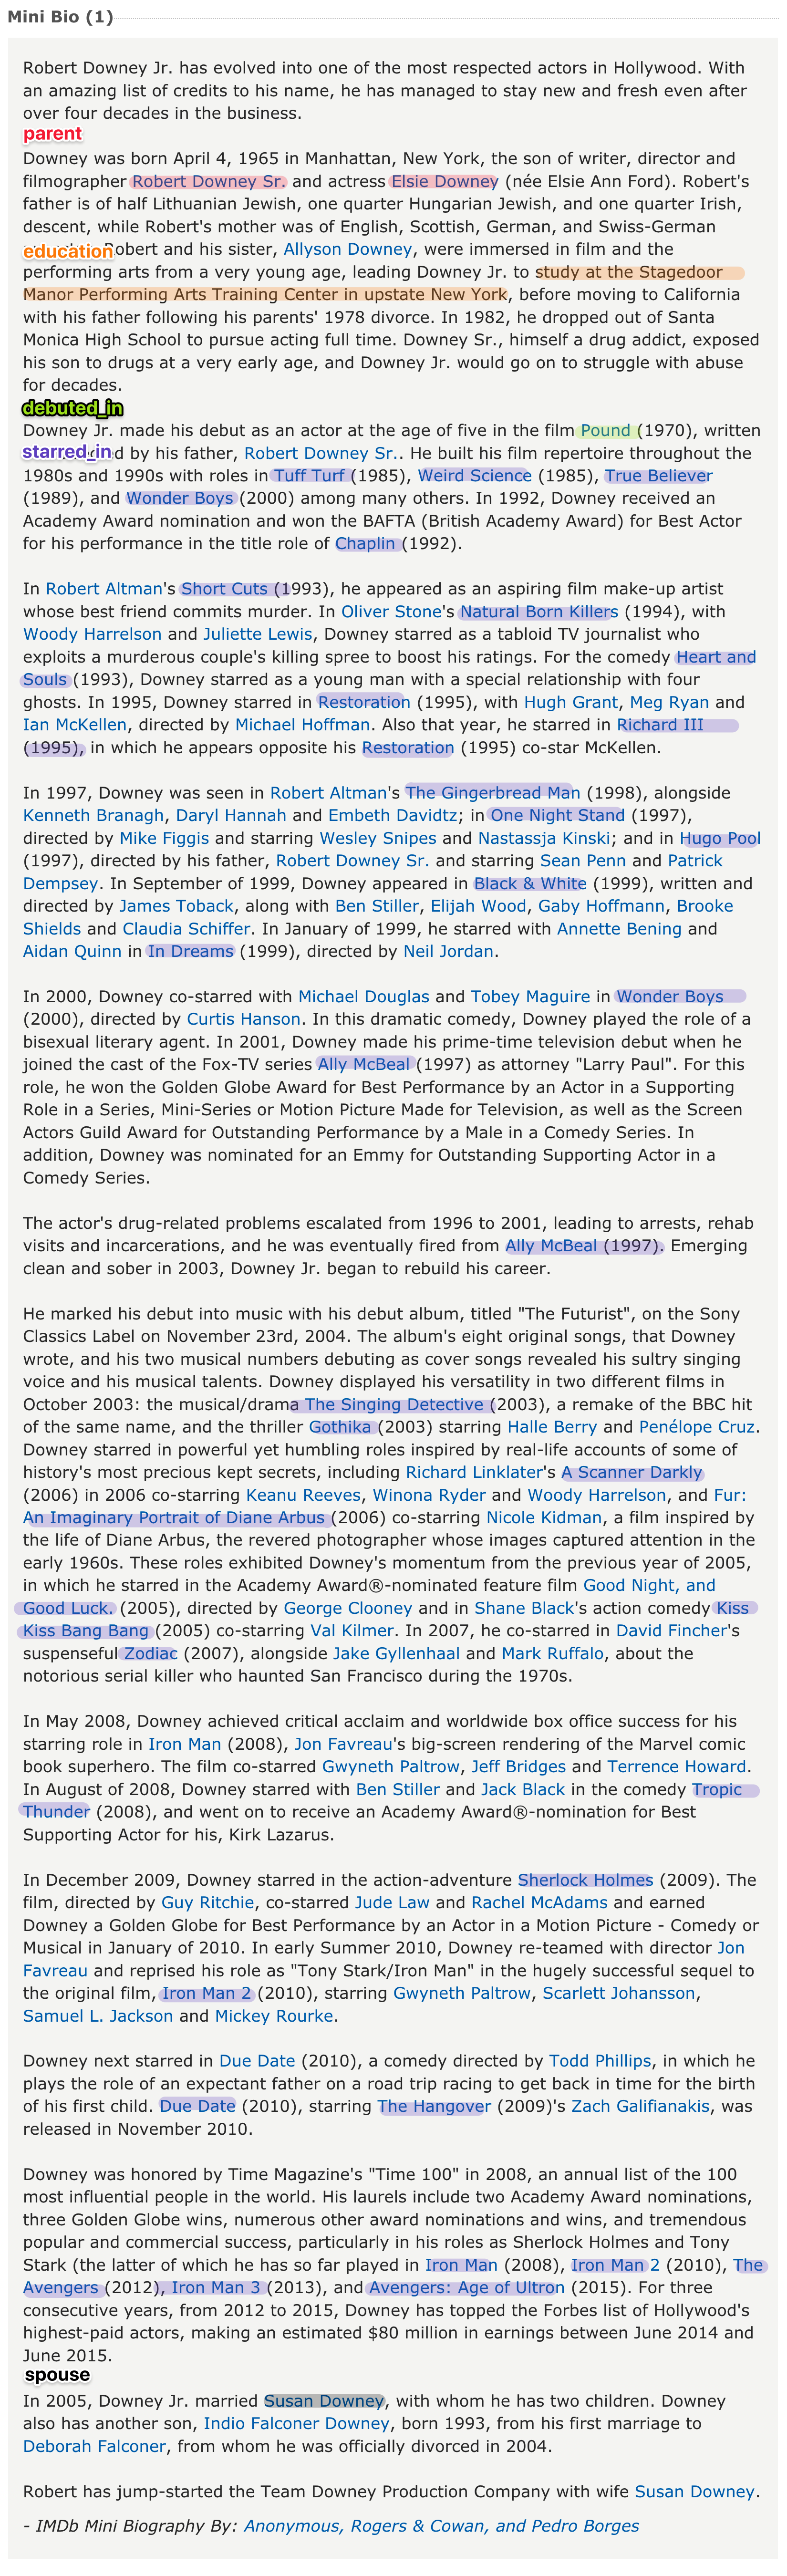 Mini Bio (1)
Robert Downey Jr. has evolved into one of the most respected actors in Hollywood. With
an amazing list of credits to his name, he has managed to stay new and fresh even after
over four decades in the business.
parent
Downey was born April 4, 1965 in Manhattan, New York, the son of writer, director and
filmographer Robert Downey Sr. and actress Elsie Downey (née Elsie Ann Ford). Robert's
father is of half Lithuanian Jewish, one quarter Hungarian Jewish, and one quarter Irish,
descent, while Robert's mother was of English, Scottish, German, and Swiss-German
education Robert and his sister, Allyson Downey, were immersed in film and the
performing arts from a very young age, leading Downey Jr. to study at the Stagedoor
Manor Performing Arts Training Center in upstate New York, before moving to California
with his father following his parents' 1978 divorce. In 1982, he dropped out of Santa
Monica High School to pursue acting full time. Downey Sr., himself a drug addict, exposed
his son to drugs at a very early age, and Downey Jr. would go on to struggle with abuse
for decades.
debuted_in
Downey Jr. made his debut as an actor at the age of five in the film Pound (1970), written
starred_in by his father, Robert Downey Sr.. He built his film repertoire throughout the
1980s and 1990s with roles in Tuff Turf (1985), Weird Science (1985), True Believer
(1989), and Wonder Boys (2000) among many others. In 1992, Downey received an
Academy Award nomination and won the BAFTA (British Academy Award) for Best Actor
for his performance in the title role of Chaplin (1992).
In Robert Altman's Short Cuts (1993), he appeared as an aspiring film make-up artist
whose best friend commits murder. In Oliver Stone's Natural Born Killers (1994), with
Woody Harrelson and Juliette Lewis, Downey starred as a tabloid TV journalist who
exploits a murderous couple's killing spree to bost his ratings. For the comedy Heart and
Souls (1993), Downey starred as a young man with a special relationship with four
ghosts. In 1995, Downey starred in Restoration (1995), with Hugh Grant, Meg Ryan and
Ian McKellen, directed by Michael Hoffman. Also that year, he starred in Richard III
(1995), in which he appears opposite his Restoration (1995) co-star McKellen.
In 1997, Downey was seen in Robert Altman's The Gingerbread Man (1998), alongside
Kenneth Branagh, Daryl Hannah and Embeth Davidtz; in One Night Stand (1997),
directed by Mike Figgis and starring Wesley Snipes and Nastassja Kinski; and in Hugo Pool
(1997), directed by his father, Robert Downey Sr. and starring Sean Penn and Patrick
Dempsey. In September of 1999, Downey appeared in Black & White (1999), written and
directed by James Toback, along with Ben Stiller, Elijah Wood, Gaby Hoffmann, Brooke
Shields and Claudia Schiffer. In January of 1999, he starred with Annette Bening and
Aidan Quinn in In Dreams (1999), directed by Neil Jordan.
In 2000, Downey co-starred with Michael Douglas and Tobey Maguire in Wonder Boys
(2000), directed by Curtis Hanson. In this dramatic comedy, Downey played the role of a
bisexual literary agent. In 2001, Downey made his prime-time television debut when he
joined the cast of the Fox-TV series Ally McBeal (1997) as attorney "Larry Paul". For this
role, he won the Golden Globe Award for Best Performance by an Actor in a Supporting
Role in a Series, Mini-Series or Motion Picture Made for Television, as well as the Screen
Actors Guild Award for Outstanding Performance by a Male in a Comedy Series. In
addition, Downey was nominated for an Emmy for Outstanding Supporting Actor in a
Comedy Series.
The actor's drug-related problems escalated from 1996 to 2001, leading to arrests, rehab
visits and incarcerations, and he was eventually fired from Ally McBeal (1997). Emerging
clean and sober in 2003, Downey Jr. began to rebuild his career.
He marked his debut into music with his debut album, titled "The Futurist", on the Sony
Classics Label on November 23rd, 2004. The album's eight original songs, that Downey
wrote, and his two musical numbers debuting as cover songs revealed his sultry singing
voice and his musical talents. Downey displayed his versatility in two different films in
October 2003: the musical/drama The Singing Detective (2003), a remake of the BBC hit
of the same name, and the thriller Gothika (2003) starring Halle Berry and Penélope Cruz.
Downey starred in powerful yet humbling roles inspired by real-life accounts of some of
history's most precious kept secrets, including Richard Linklater's A Scanner Darkly
(2006) in 2006 co-starring Keanu Reeves, Winona Ryder and Woody Harrelson, and Fur:
An Imaginary Portrait of Diane Arbus (2006) co-starring Nicole Kidman, a film inspired by
the life of Diane Arbus, the revered photographer whose images captured attention in the
early 1960s. These roles exhibited Downey's momentum from the previous year of 2005,
in which he starred in the Academy Award®-nominated feature film Good Night, and
Good Luck. (2005), directed by George Clooney and in Shane Black's action comedy Kiss
Kiss Bang Bang (2005) co-starring Val Kilmer. In 2007, he co-starred in David Fincher's
suspenseful Zodiac (2007), alongside Jake Gyllenhaal and Mark Ruffalo, about the
notorious serial killer who haunted San Francisco during the 1970s.
In May 2008, Downey achieved critical acclaim and worldwide box office success for his
starring role in Iron Man (2008), Jon Favreau's big-screen rendering of the Marvel comic
book superhero. The film co-starred Gwyneth Paltrow, Jeff Bridges and Terrence Howard.
In August of 2008, Downey starred with Ben Stiller and Jack Black in the comedy Tropic
Thunder (2008), and went on to receive an Academy Award®-nomination for Best
Supporting Actor for his, Kirk Lazarus.
In December 2009, Downey starred in the action-adventure Sherlock Holmes (2009). The
film, directed by Guy Ritchie, co-starred Jude Law and Rachel McAdams and earned
Downey a Golden Globe for Best Performance by an Actor in a Motion Picture - Comedy or
Musical in January of 2010. In early Summer 2010, Downey re-teamed with director Jon
Favreau and reprised his role as "Tony Stark/Iron Man" in the hugely successful sequel to
the original film, Iron Man 2 (2010), starring Gwyneth Paltrow, Scarlett Johansson,
Samuel L. Jackson and Mickey Rourke.
Downey next starred in Due Date (2010), a comedy directed by Todd Phillips, in which he
plays the role of an expectant father on a road trip racing to get back in time for the birth
of his first child. Due Date (2010), starring The Hangover (2009)'s Zach Galifianakis, was
released in November 2010.
Downey was honored by Time Magazine's "Time 100" in 2008, an annual list of the 100
most influential people in the world. His laurels include two Academy Award nominations,
three Golden Globe wins, numerous other award nominations and wins, and tremendous
popular and commercial success, particularly in his roles as Sherlock Holmes and Tony
Stark (the latter of which he has so far played in Iron Man (2008), Iron Man 2 (2010), The
Avengers (2012), Iron Man 3 (2013), and Avengers: Age of Ultron (2015). For three
consecutive years, from 2012 to 2015, Downey has topped the Forbes list of Hollywood's
highest-paid actors, making an estimated $80 million in earnings between June 2014 and
June 2015.
spouse
In 2005, Downey Jr. married Susan Downey, with whom he has two children. Downey
also has another son, Indio Falconer Downey, born 1993, from his first marriage to
Deborah Falconer, from whom he was officially divorced in 2004.
Robert has jump-started the Team Downey Production Company with wife Susan Downey.
- IMDb Mini Biography By: Anonymous, Rogers & Cowan, and Pedro Borges